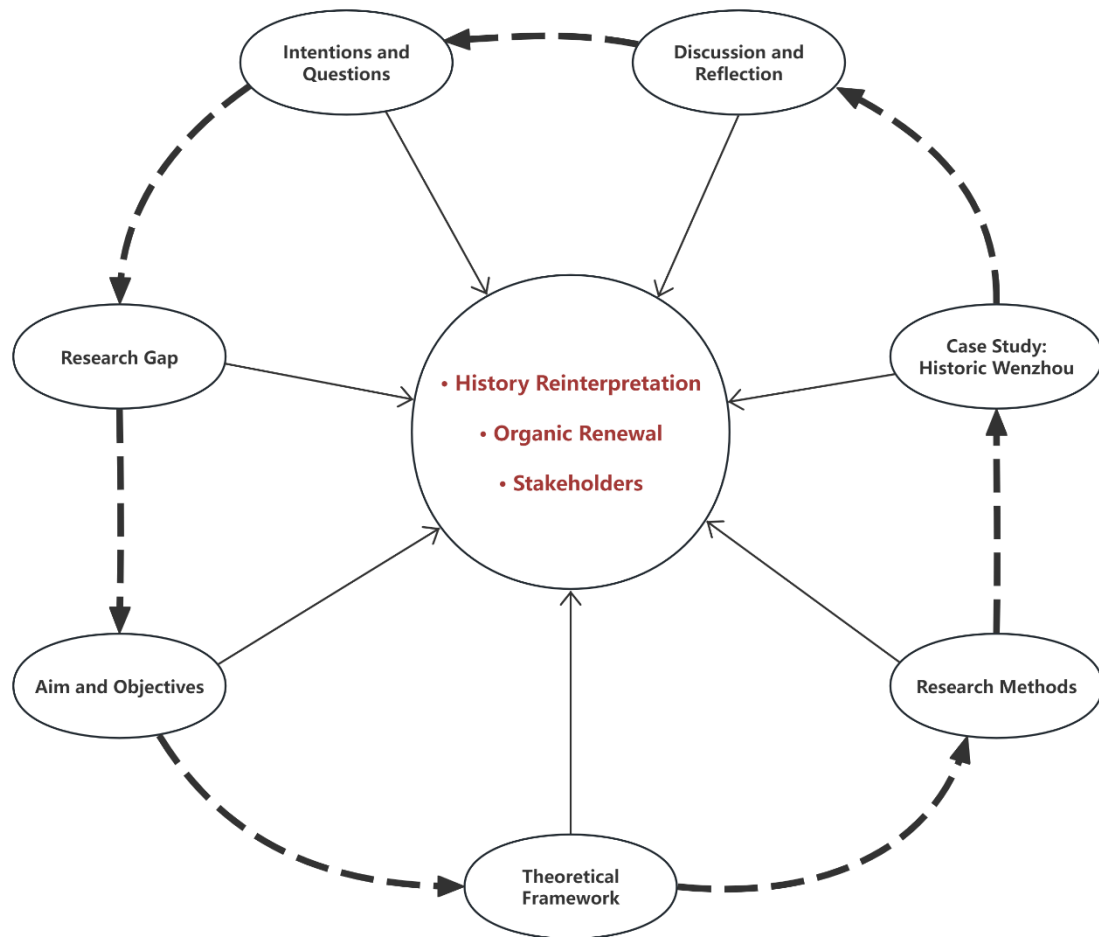 Intentions and
Questions
Discussion and
Reflection
Research Gap
Case Study:
Historic Wenzhou
• History Reinterpretation
• Organic Renewal
• Stakeholders
Aim and Objectives
Research Methods
Theoretical
Framework